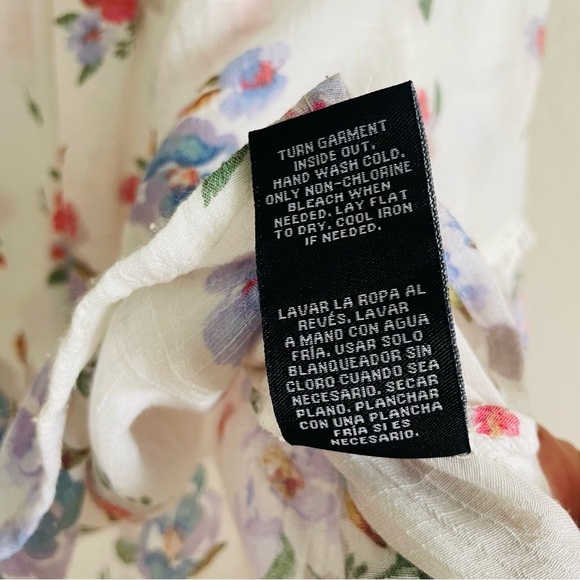 TURN GARMENT
INSIDE OUT.
HAND WASH COLD.
ONLY NON-CHLORINE
BLEACH WHEN
NEEDED. LAY FLAT
TO DRY. COOL IRON
IF NEEDED.
LAVAR LA ROPA AL
REVÉS. LAVAR
A MANO CON AGUA
FRÍA. USAR SOLO
BLANQUEADOR SIN
CLORO CUANDO SEA
NECESARIO. SECAR
PLANO. PLANCHAR
CON UNA PLANCHA
FRÍA SI ES
NECESARIO.